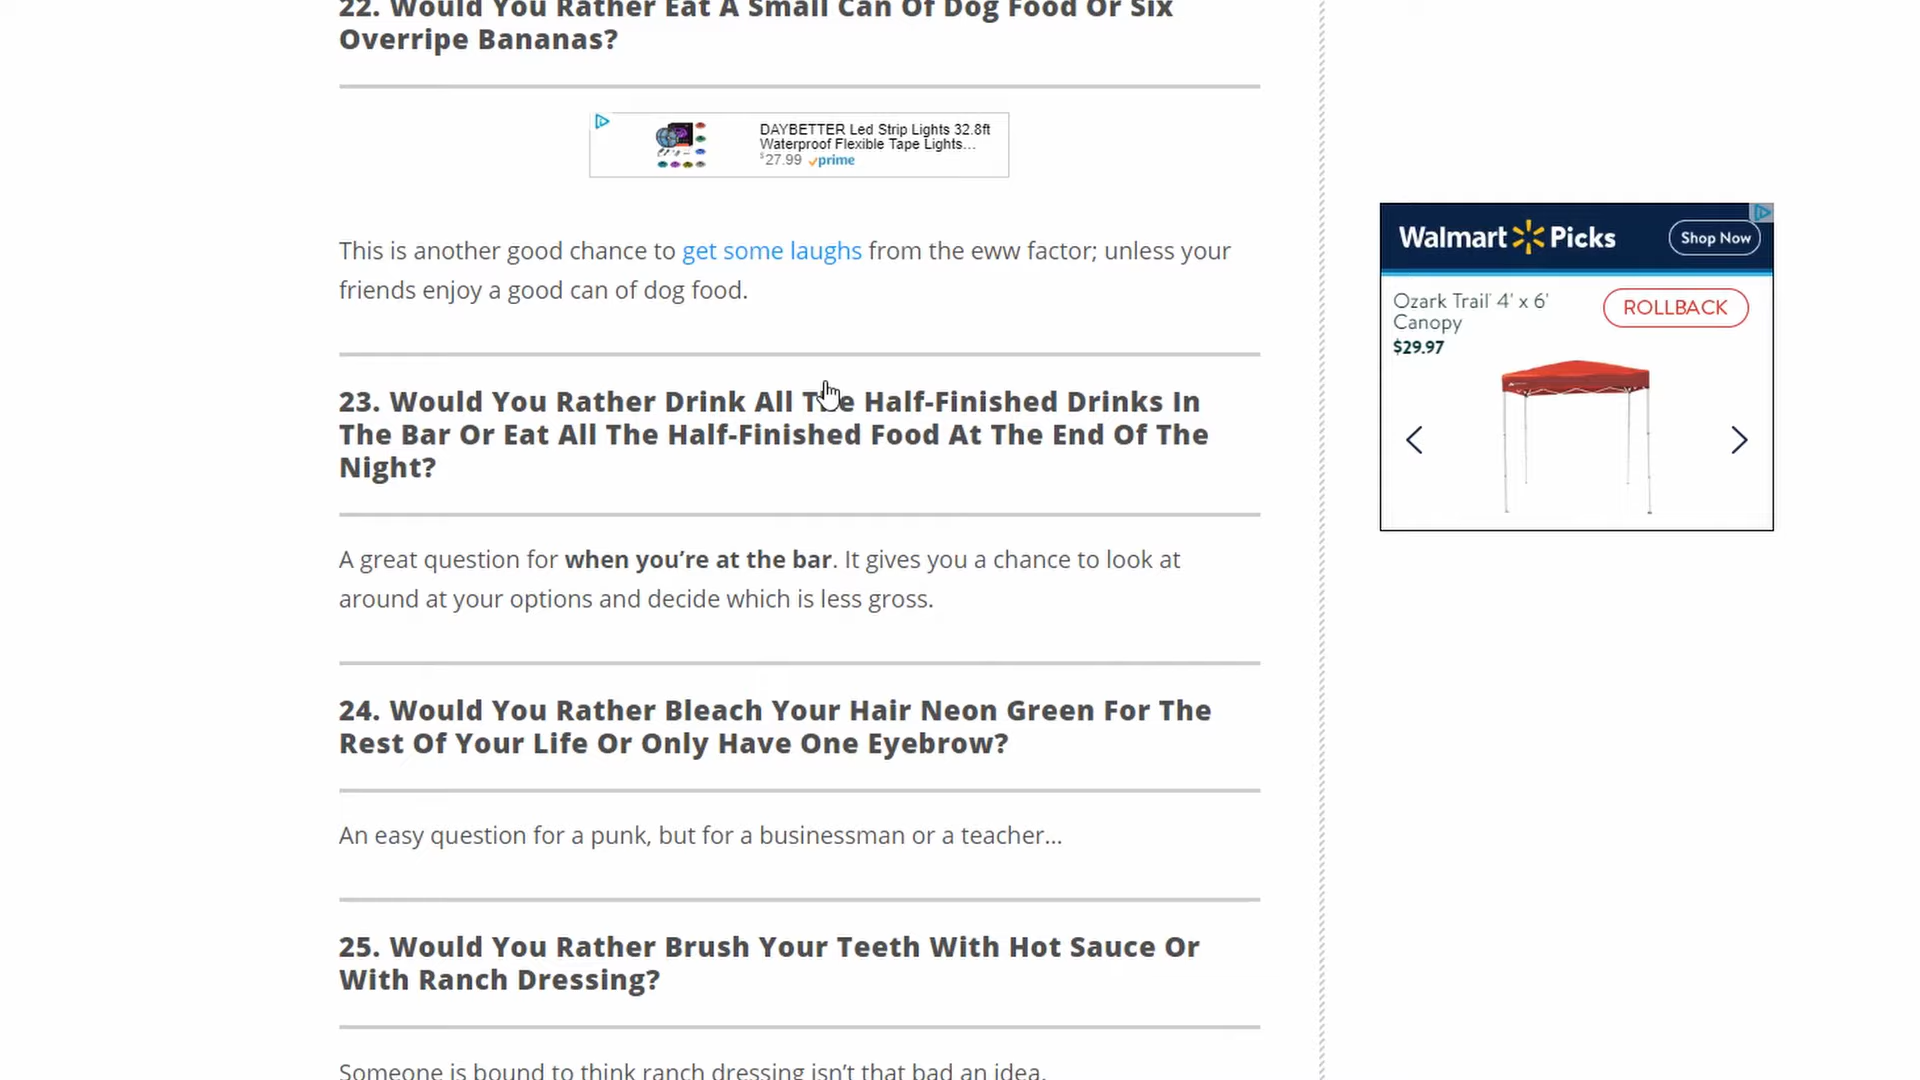 22. Would You Rather Eat A Small Can Of Dog Food Or Six
Overripe Bananas?
DAYBETTER Led Strip Lights 32.8ft
Waterproof Flexible Tape Lights...
$27.99 prime
This is another good chance to get some laughs from the eww factor; unless your
friends enjoy a good can of dog food.
23. Would You Rather Drink All The Half-Finished Drinks In
The Bar Or Eat All The Half-Finished Food At The End Of The
Night?
A great question for when you’re at the bar. It gives you a chance to look at
around at your options and decide which is less gross.
24. Would You Rather Bleach Your Hair Neon Green For The
Rest Of Your Life Or Only Have One Eyebrow?
An easy question for a punk, but for a businessman or a teacher…
25. Would You Rather Brush Your Teeth With Hot Sauce Or
With Ranch Dressing?
Someone is bound to think ranch dressing isn’t that bad an idea.
Walmart Picks
Shop Now
Ozark Trail 4' x 6'
Canopy
$29.97
ROLLBACK